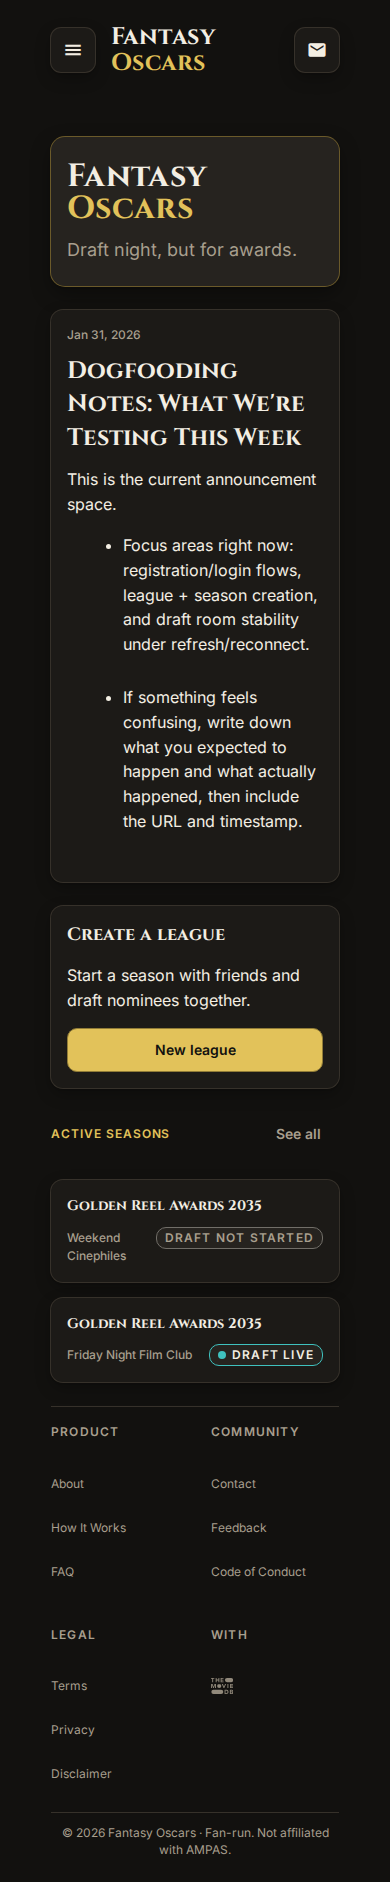 Fantasy
Oscars
Fantasy
Oscars
Draft night, but for awards.
Jan 31, 2026
Dogfooding
Notes: What We're
Testing This Week
This is the current announcement
space.
• Focus areas right now:
registration/login flows,
league + season creation,
and draft room stability
under refresh/reconnect.
• If something feels
confusing, write down
what you expected to
happen and what actually
happened, then include
the URL and timestamp.
Create a league
Start a season with friends and
draft nominees together.
New league
ACTIVE SEASONS
See all
Golden Reel Awards 2035
Weekend
Cinephiles
DRAFT NOT STARTED
Golden Reel Awards 2035
Friday Night Film Club
DRAFT LIVE
PRODUCT
About
How It Works
FAQ
COMMUNITY
Contact
Feedback
Code of Conduct
LEGAL
Terms
Privacy
Disclaimer
WITH
THE
MOVIE
DB
© 2026 Fantasy Oscars · Fan-run. Not affiliated
with AMPAS.